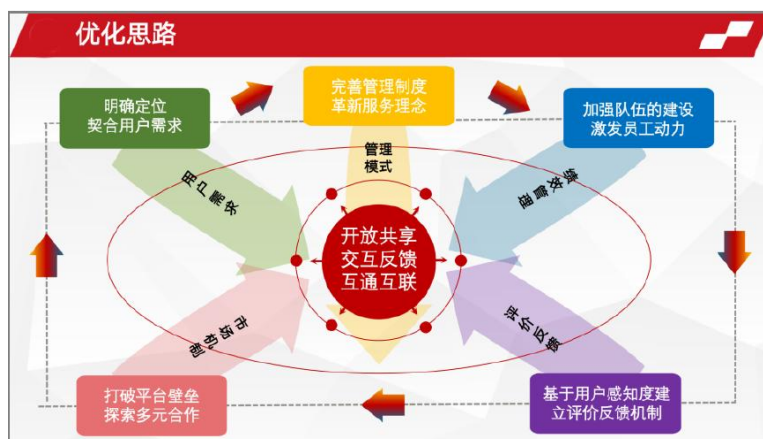 优化思路
明确定位
契合用户需求
完善管理制度
革新服务理念
加强队伍的建设
激发员工动力
管理
模式
用户需求
绩效管理
开放共享
交互反馈
互通互联
市场机制
评价反馈
打破平台壁垒
探索多元合作
基于用户感知度建
立评价反馈机制